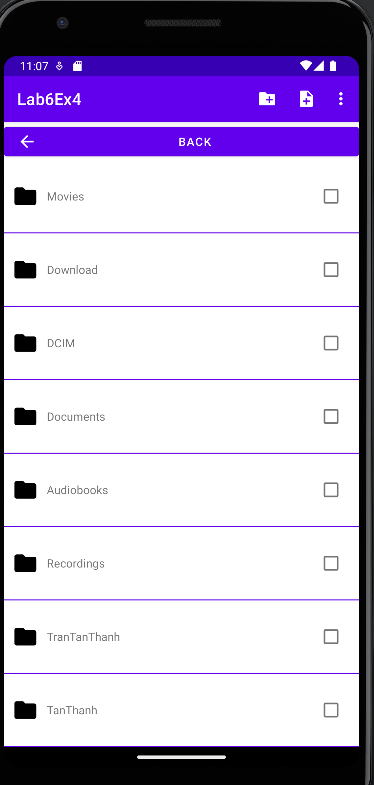 11:07
Lab6Ex4
BACK
Movies
Download
DCIM
Documents
Audiobooks
Recordings
TranTanThanh
TanThanh